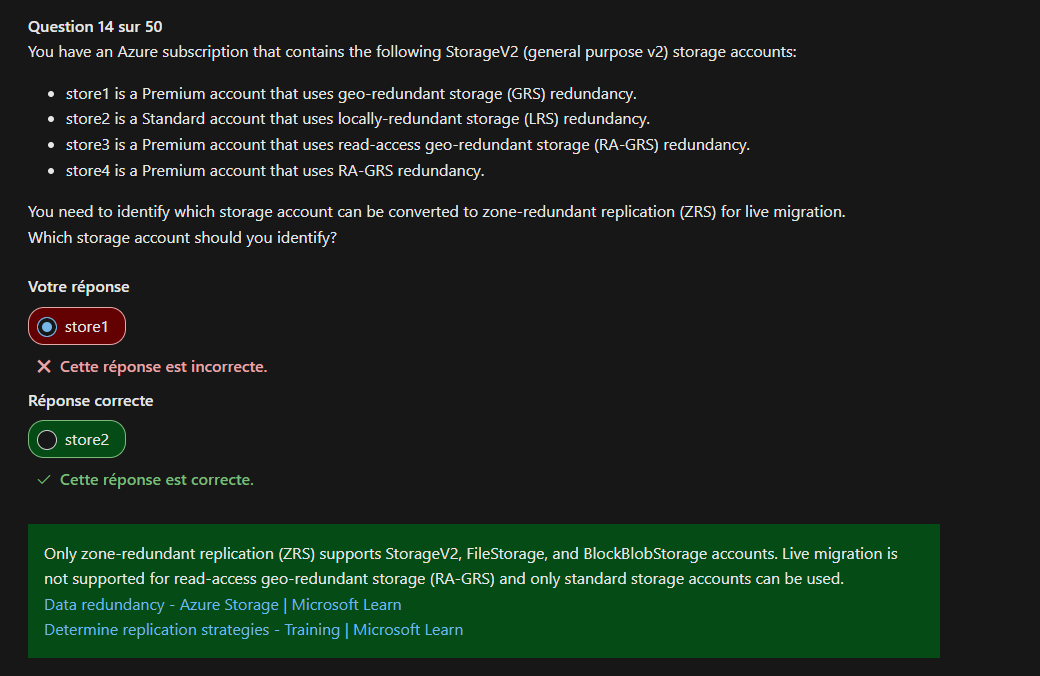 Question 14 sur 50
You have an Azure subscription that contains the following StorageV2 (general purpose v2) storage accounts:
• store1 is a Premium account that uses geo-redundant storage (GRS) redundancy.
• store2 is a Standard account that uses locally-redundant storage (LRS) redundancy.
• store3 is a Premium account that uses read-access geo-redundant storage (RA-GRS) redundancy.
• store4 is a Premium account that uses RA-GRS redundancy.
You need to identify which storage account can be converted to zone-redundant replication (ZRS) for live migration.
Which storage account should you identify?
Votre réponse
store1
Cette réponse est incorrecte.
Réponse correcte
store2
Cette réponse est correcte.
Only zone-redundant replication (ZRS) supports StorageV2, FileStorage, and BlockBlobStorage accounts. Live migration is
not supported for read-access geo-redundant storage (RA-GRS) and only standard storage accounts can be used.
Data redundancy - Azure Storage | Microsoft Learn
Determine replication strategies - Training | Microsoft Learn